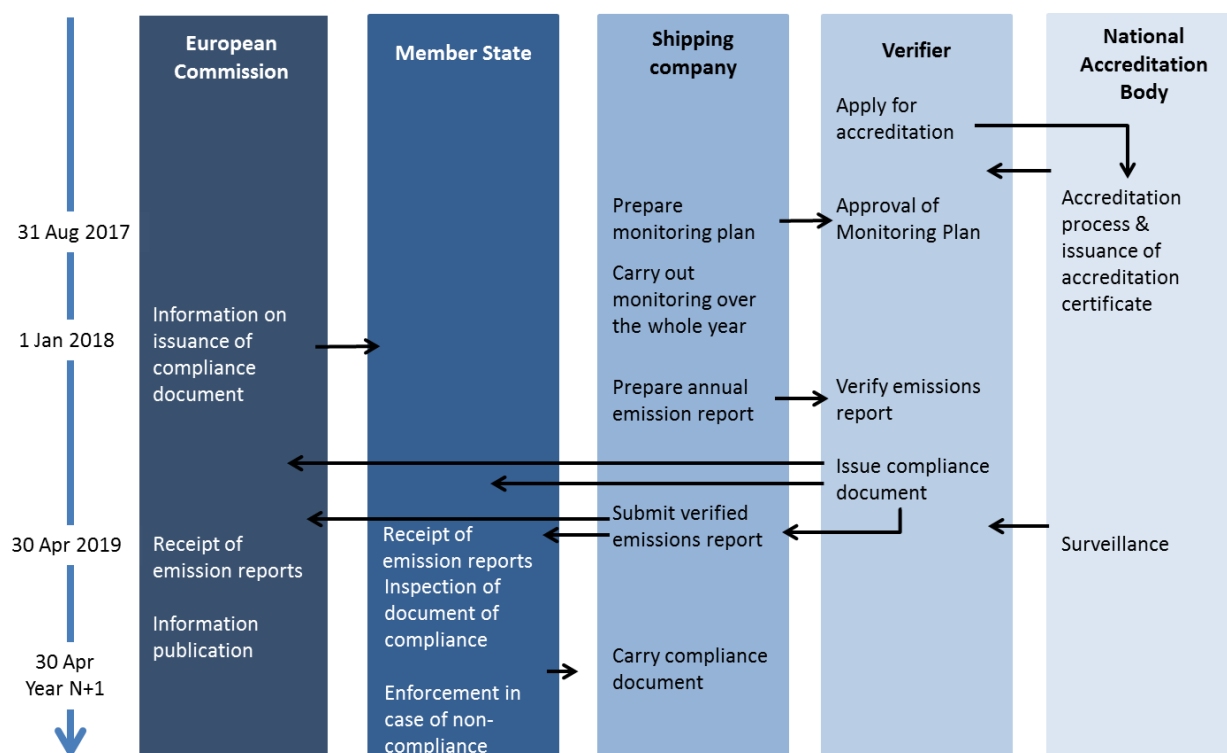 European
Commission
Member State
Shipping
company
Verifier
National
Accreditation
Body
31 Aug 2017
1 Jan 2018
30 Apr 2019
30 Apr
Year N+1
Information on
issuance of
compliance
document
Receipt of
emission reports
Information
publication
Receipt of
emission reports
Inspection of
document of
compliance
Enforcement in
case of non-
compliance
Prepare
monitoring plan
Carry out
monitoring over
the whole year
Prepare annual
emission report
Submit verified
emissions report
Carry compliance
document
Apply for
accreditation
Approval of
Monitoring Plan
Verify emissions
report
Issue compliance
document
Accreditation
process &
issuance of
accreditation
certificate
Surveillance